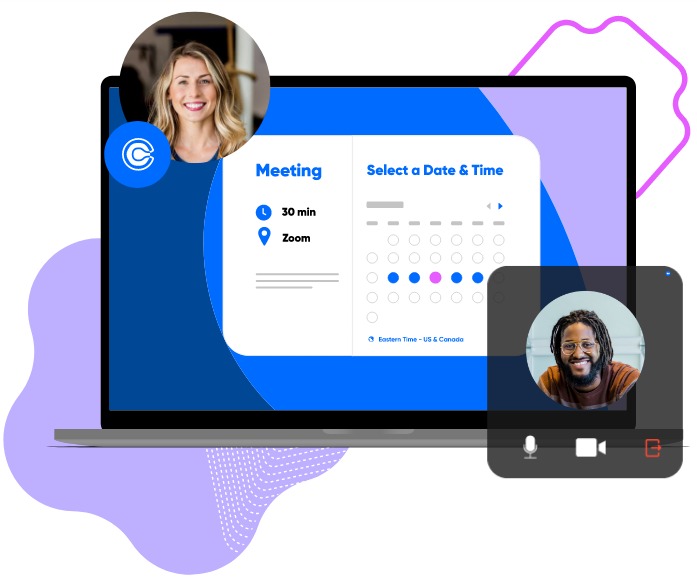 Meeting
Select a Date & Time
30 min
Zoom
Eastern Time - US & Canada